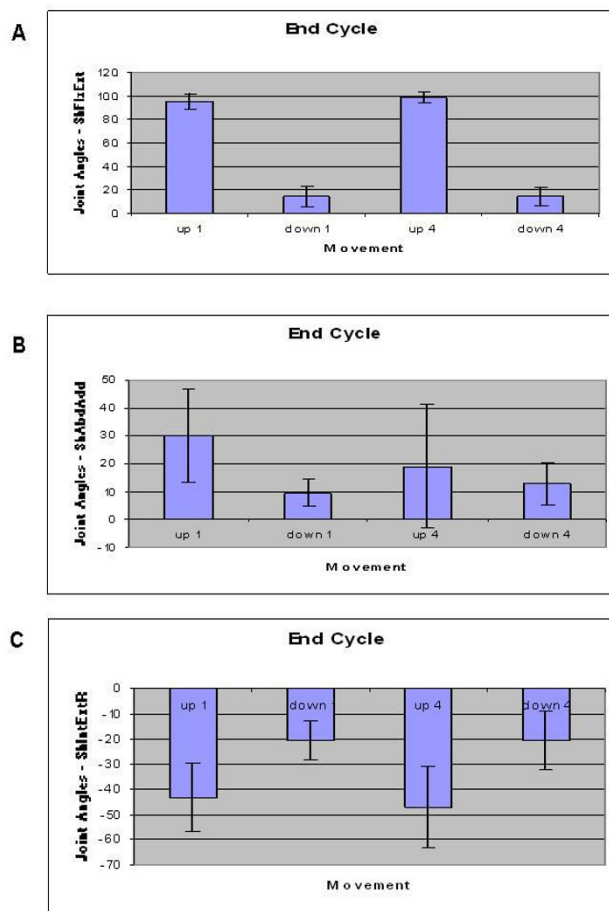 A
End Cycle
Joint Angles - ShFlxExt
120
100
80
60
40
20
0
up 1 down 1 up 4 down 4
Movement
B
End Cycle
Joint Angles - ShAbdAdd
50
40
30
20
10
0
-10
up 1 down 1 up 4 down 4
Movement
C
End Cycle
Joint Angles - ShIntExtR
0
-10
-20
-30
-40
-50
-60
-70
up 1 down 1 up 4 down 4
Movement